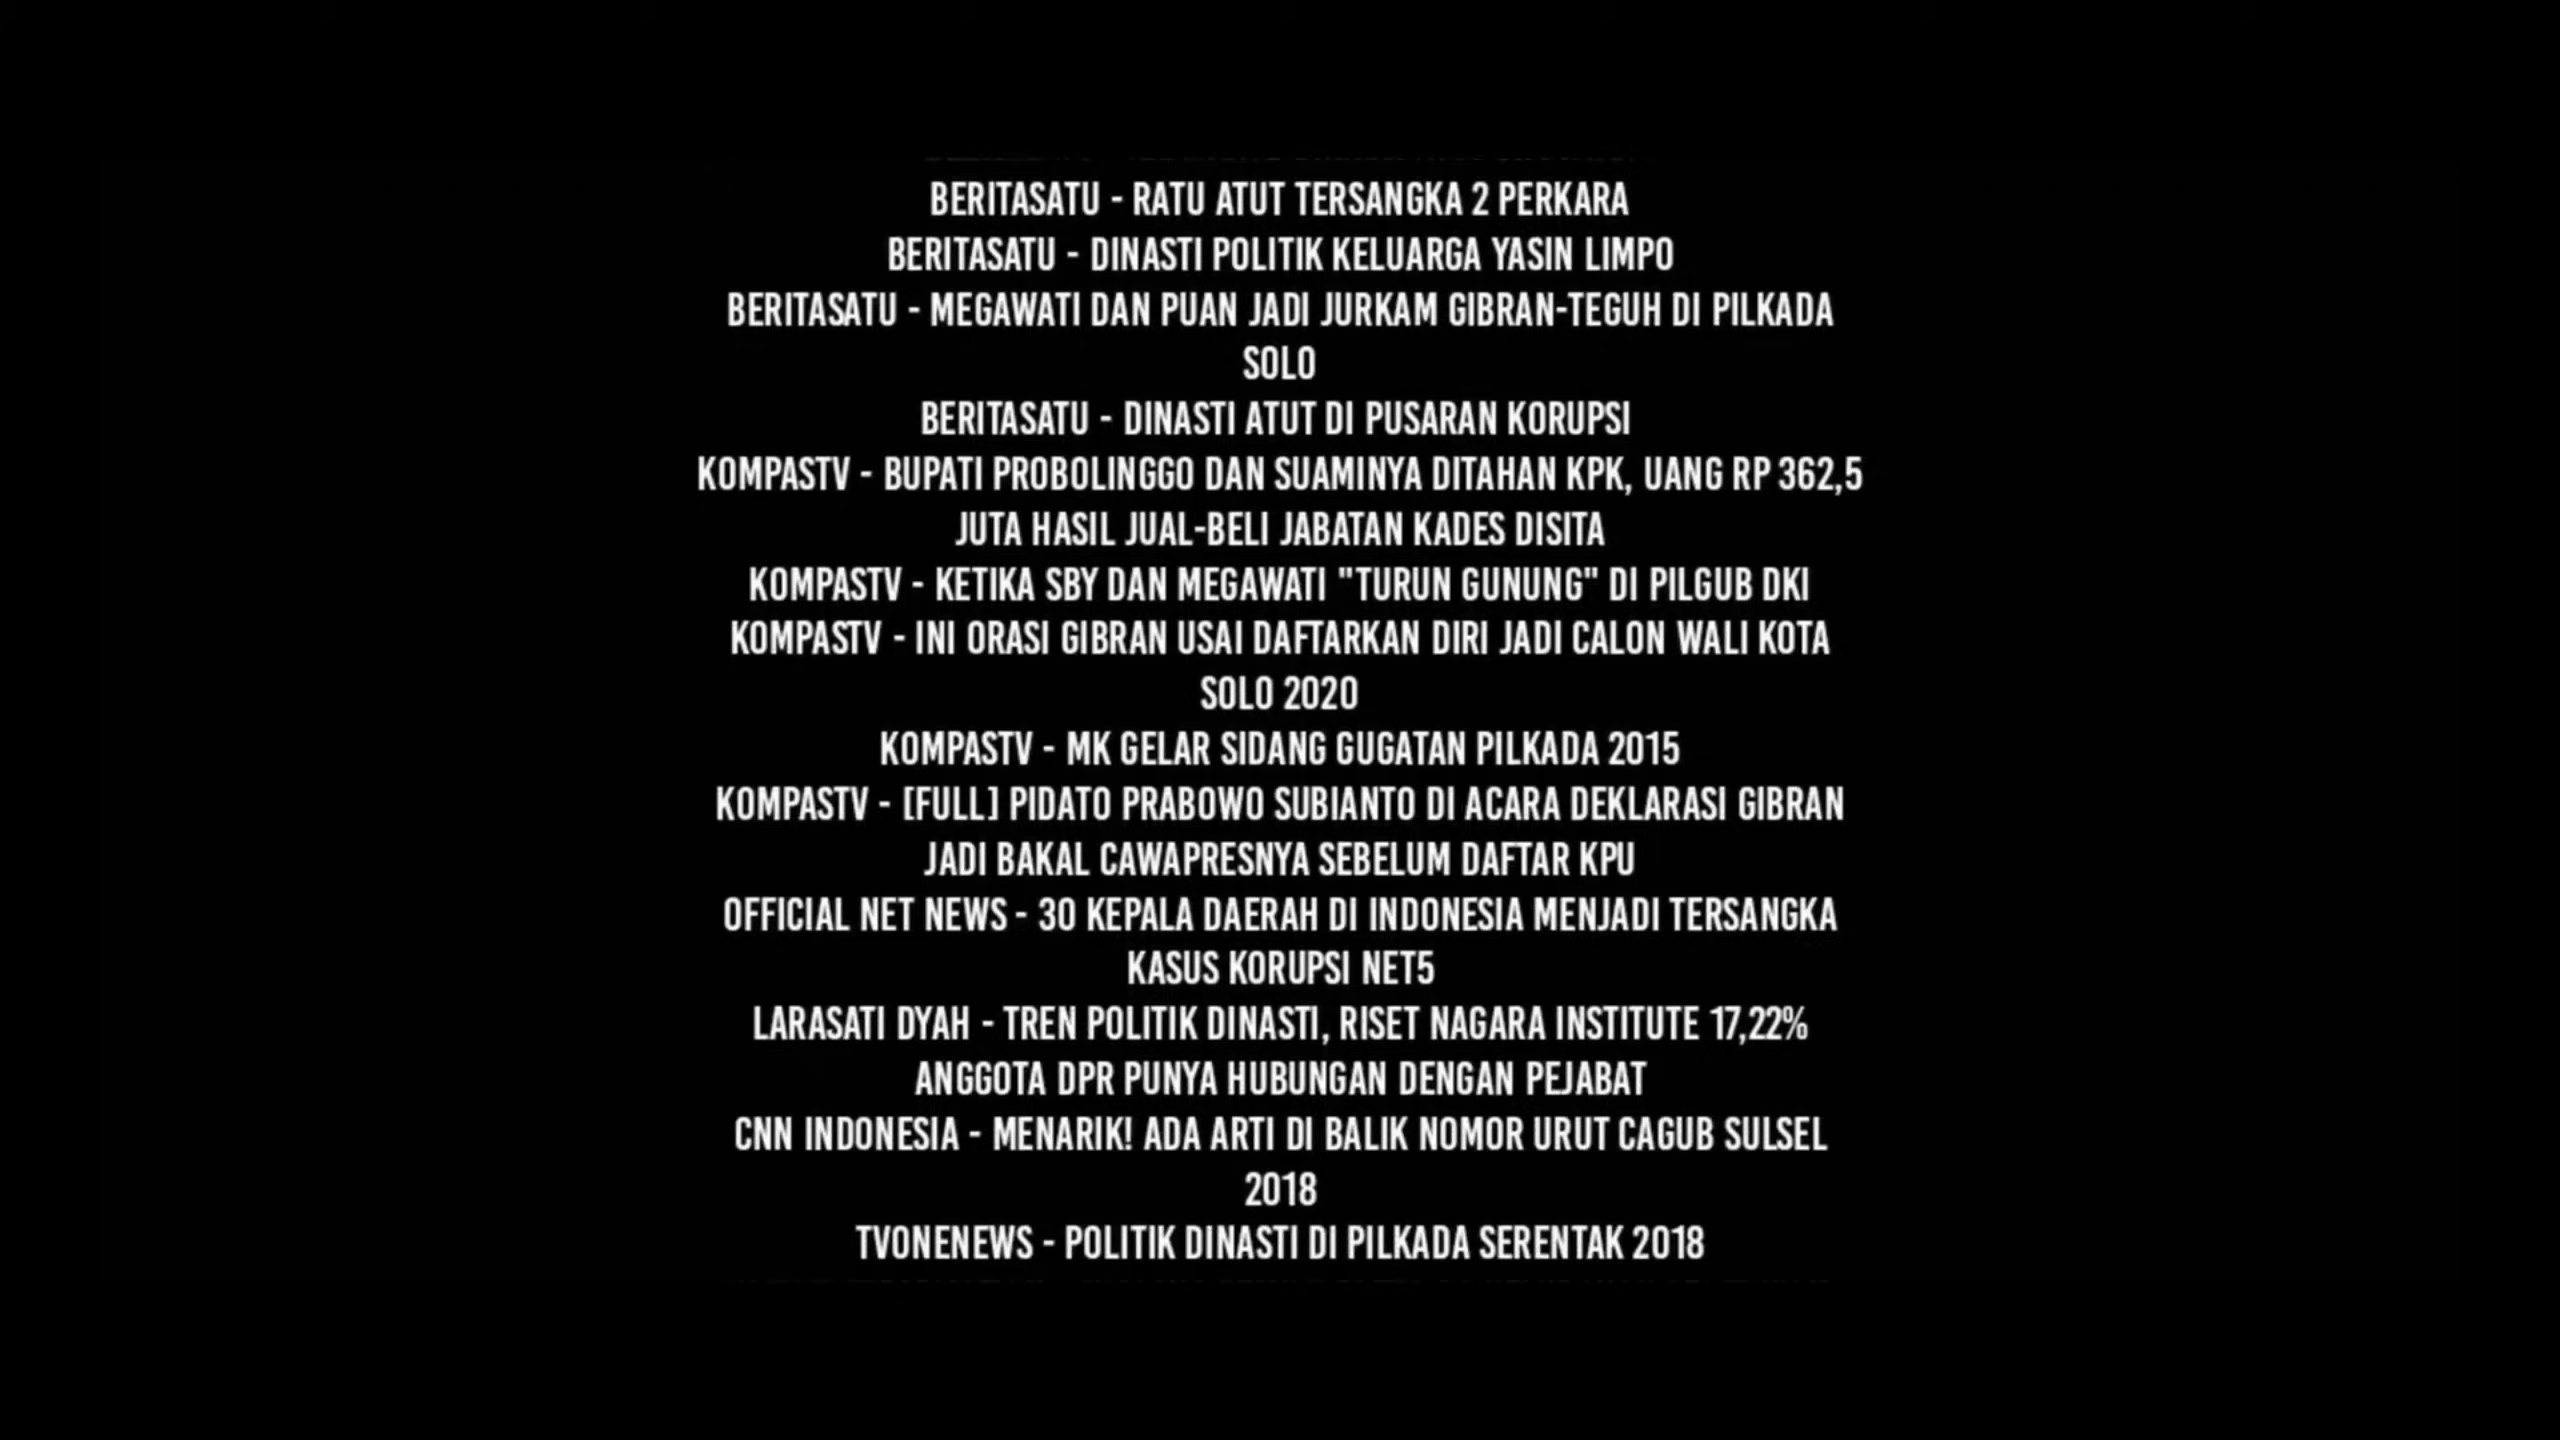 BERITASATU - RATU ATUT TERSANGKA 2 PERKARA
BERITASATU - DINASTI POLITIK KELUARGA YASIN LIMPO
BERITASATU - MEGAWATI DAN PUAN JADI JURKAM GIBRAN-TEGUH DI PILKADA
SOLO
BERITASATU - DINASTI ATUT DI PUSARAN KORUPSI
KOMPASTV - BUPATI PROBOLINGGO DAN SUAMINYA DITAHAN KPK, UANG RP 362,5
JUTA HASIL JUAL-BELI JABATAN KADES DISITA
KOMPASTV - KETIKA SBY DAN MEGAWATI "TURUN GUNUNG" DI PILGUB DKI
KOMPASTV - INI ORASI GIBRAN USAI DAFTARKAN DIRI JADI CALON WALI KOTA
SOLO 2020
KOMPASTV - MK GELAR SIDANG GUGATAN PILKADA 2015
KOMPASTV - [FULL] PIDATO PRABOWO SUBIANTO DI ACARA DEKLARASI GIBRAN
JADI BAKAL CAWAPRESNYA SEBELUM DAFTAR KPU
OFFICIAL NET NEWS - 30 KEPALA DAERAH DI INDONESIA MENJADI TERSANGKA
KASUS KORUPSI NET5
LARASATI DYAH - TREN POLITIK DINASTI, RISET NAGARA INSTITUTE 17,22%
ANGGOTA DPR PUNYA HUBUNGAN DENGAN PEJABAT
CNN INDONESIA - MENARIK! ADA ARTI DI BALIK NOMOR URUT CAGUB SULSEL
2018
TVONENEWS - POLITIK DINASTI DI PILKADA SERENTAK 2018